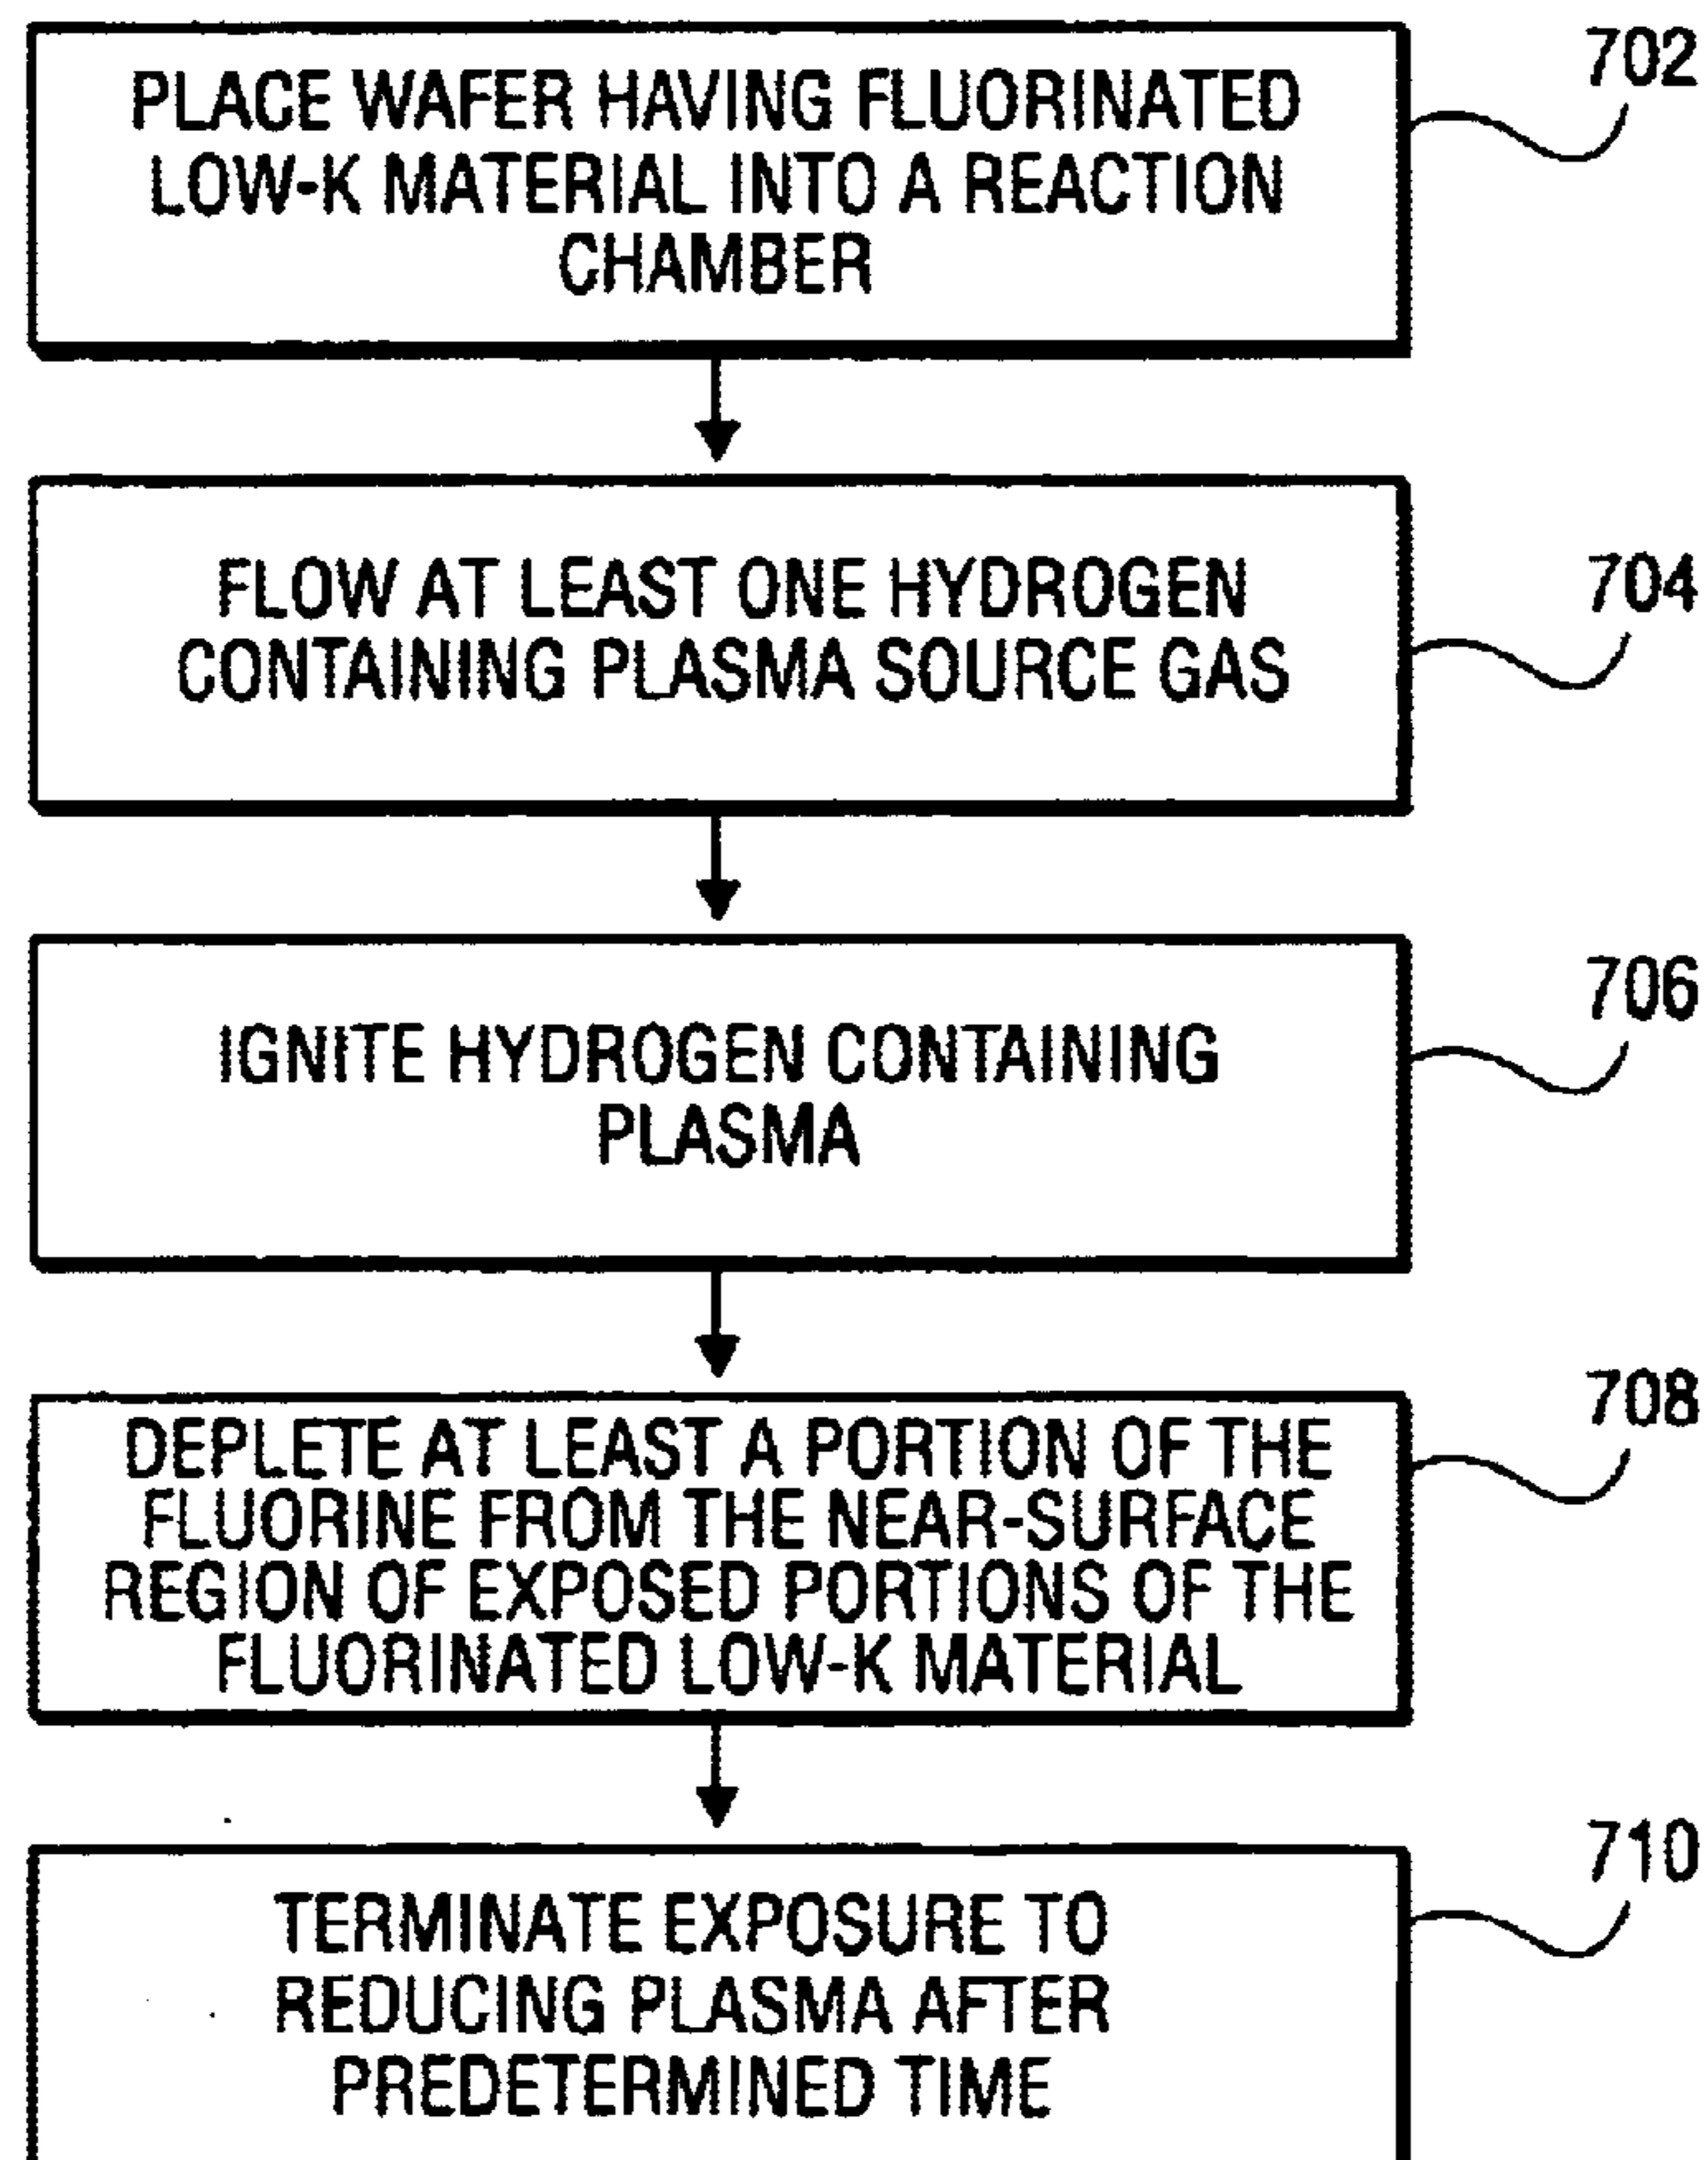 PLACE WAFER HAVING FLUORINATED
LOW-K MATERIAL INTO A REACTION
CHAMBER
702
FLOW AT LEAST ONE HYDROGEN
CONTAINING PLASMA SOURCE GAS
704
IGNITE HYDROGEN CONTAINING
PLASMA
706
DEPLETE AT LEAST A PORTION OF THE
FLUORINE FROM THE NEAR-SURFACE
REGION OF EXPOSED PORTIONS OF THE
FLUORINATED LOW-K MATERIAL
708
TERMINATE EXPOSURE TO
REDUCING PLASMA AFTER
PREDETERMINED TIME
710